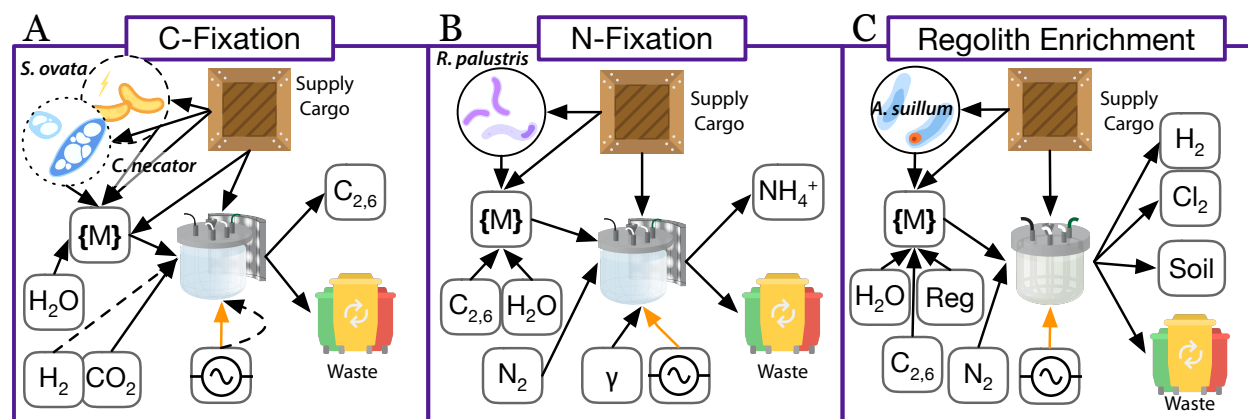 A
C-Fixation
S. ovata
C. necator
Supply
Cargo
{M}
C₂,₆
H₂O
H₂
CO₂
Waste
B
N-Fixation
R. palustris
Supply
Cargo
{M}
NH₄⁺
C₂,₆
H₂O
N₂
γ
Waste
C
Regolith Enrichment
A. suillum
Supply
Cargo
H₂
{M}
Cl₂
Soil
H₂O
Reg
C₂,₆
N₂
Waste